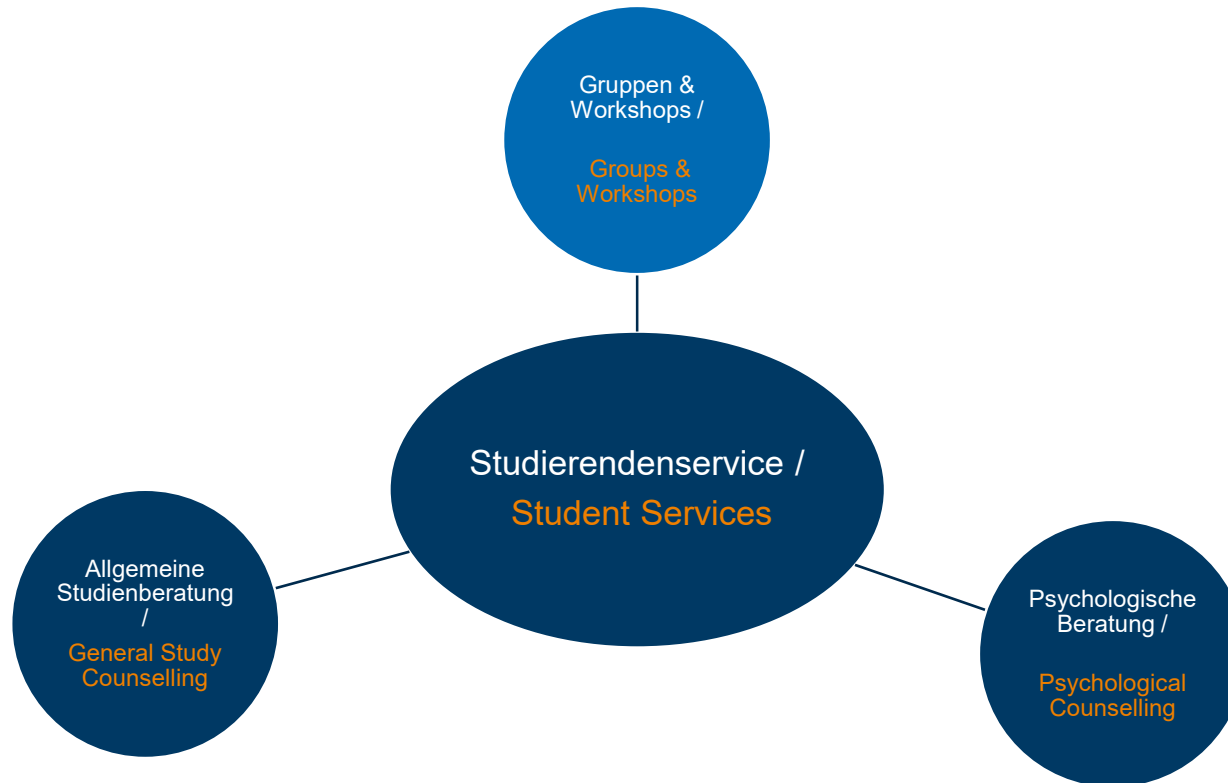 Gruppen &
Workshops /
Groups &
Workshops
Studierendenservice /
Student Services
Allgemeine
Studienberatung
/
General Study
Counselling
Psychologische
Beratung /
Psychological
Counselling